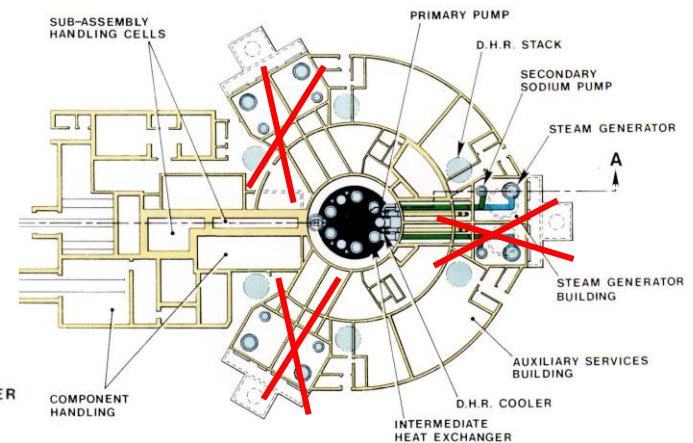 SUB-ASSEMBLY
HANDLING CELLS
PRIMARY PUMP
D.H.R. STACK
SECONDARY
SODIUM PUMP
STEAM GENERATOR
A
STEAM GENERATOR
BUILDING
AUXILIARY SERVICES
BUILDING
D.H.R. COOLER
INTERMEDIATE
HEAT EXCHANGER
COMPONENT
HANDLING
ER